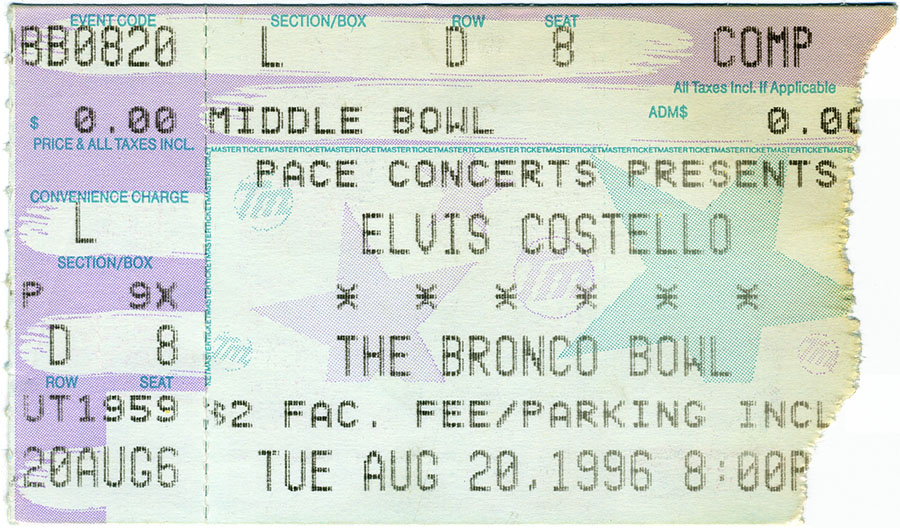 EVENT CODE SECTION/BOX ROW SEAT
BB0820 L D 8 COMP
All Taxes Incl. If Applicable
$ 0.00 MIDDLE BOWL ADM$ 0.00
PRICE & ALL TAXES INCL.
MASTERTICKETMASTERTICKETMASTERTICKETMASTERTICKETMASTERTICKETMASTERTICKETMASTERTICKETMASTERTICKETMASTERTICKET
PACE CONCERTS PRESENTS
CONVENIENCE CHARGE
L ELVIS COSTELLO
SECTION/BOX
P 9X * * * * * *
D 8 THE BRONCO BOWL
ROW SEAT
UT1959 $2 FAC. FEE/PARKING INCL
20AUG6 TUE AUG 20,1996 8:00P